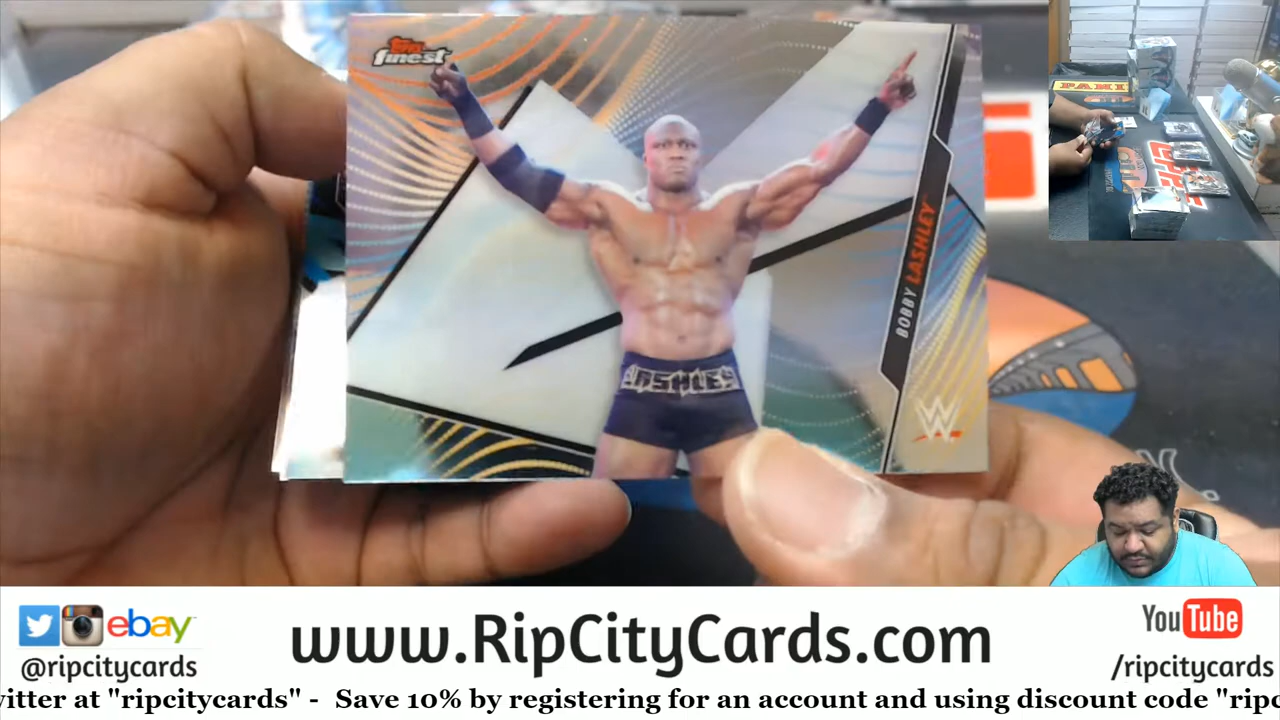 Topps
finest
BOBBY LASHLEY
LASHLEY
W
PANINI
ebay
@ripcitycards
www.RipCityCards.com
YouTube
/ripcitycards
witter at "ripcitycards" - Save 10% by registering for an account and using discount code "ripc